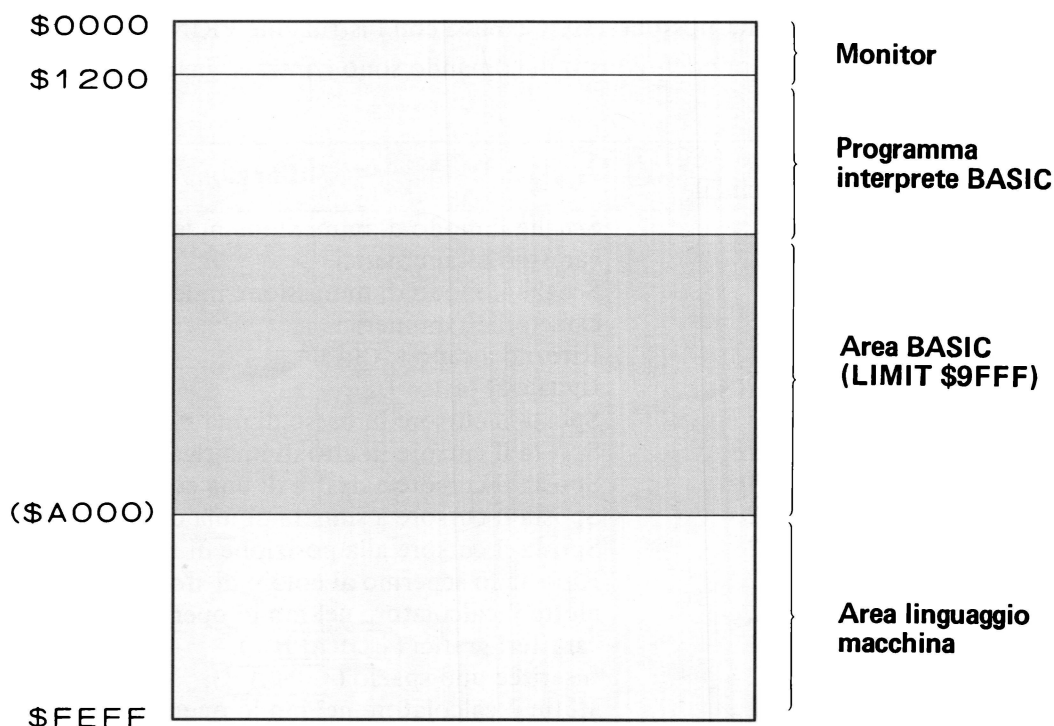 $0000
Monitor
$1200
Programma
interprete BASIC
Area BASIC
(LIMIT $9FFF)
($A000)
Area linguaggio
macchina
$FEFF